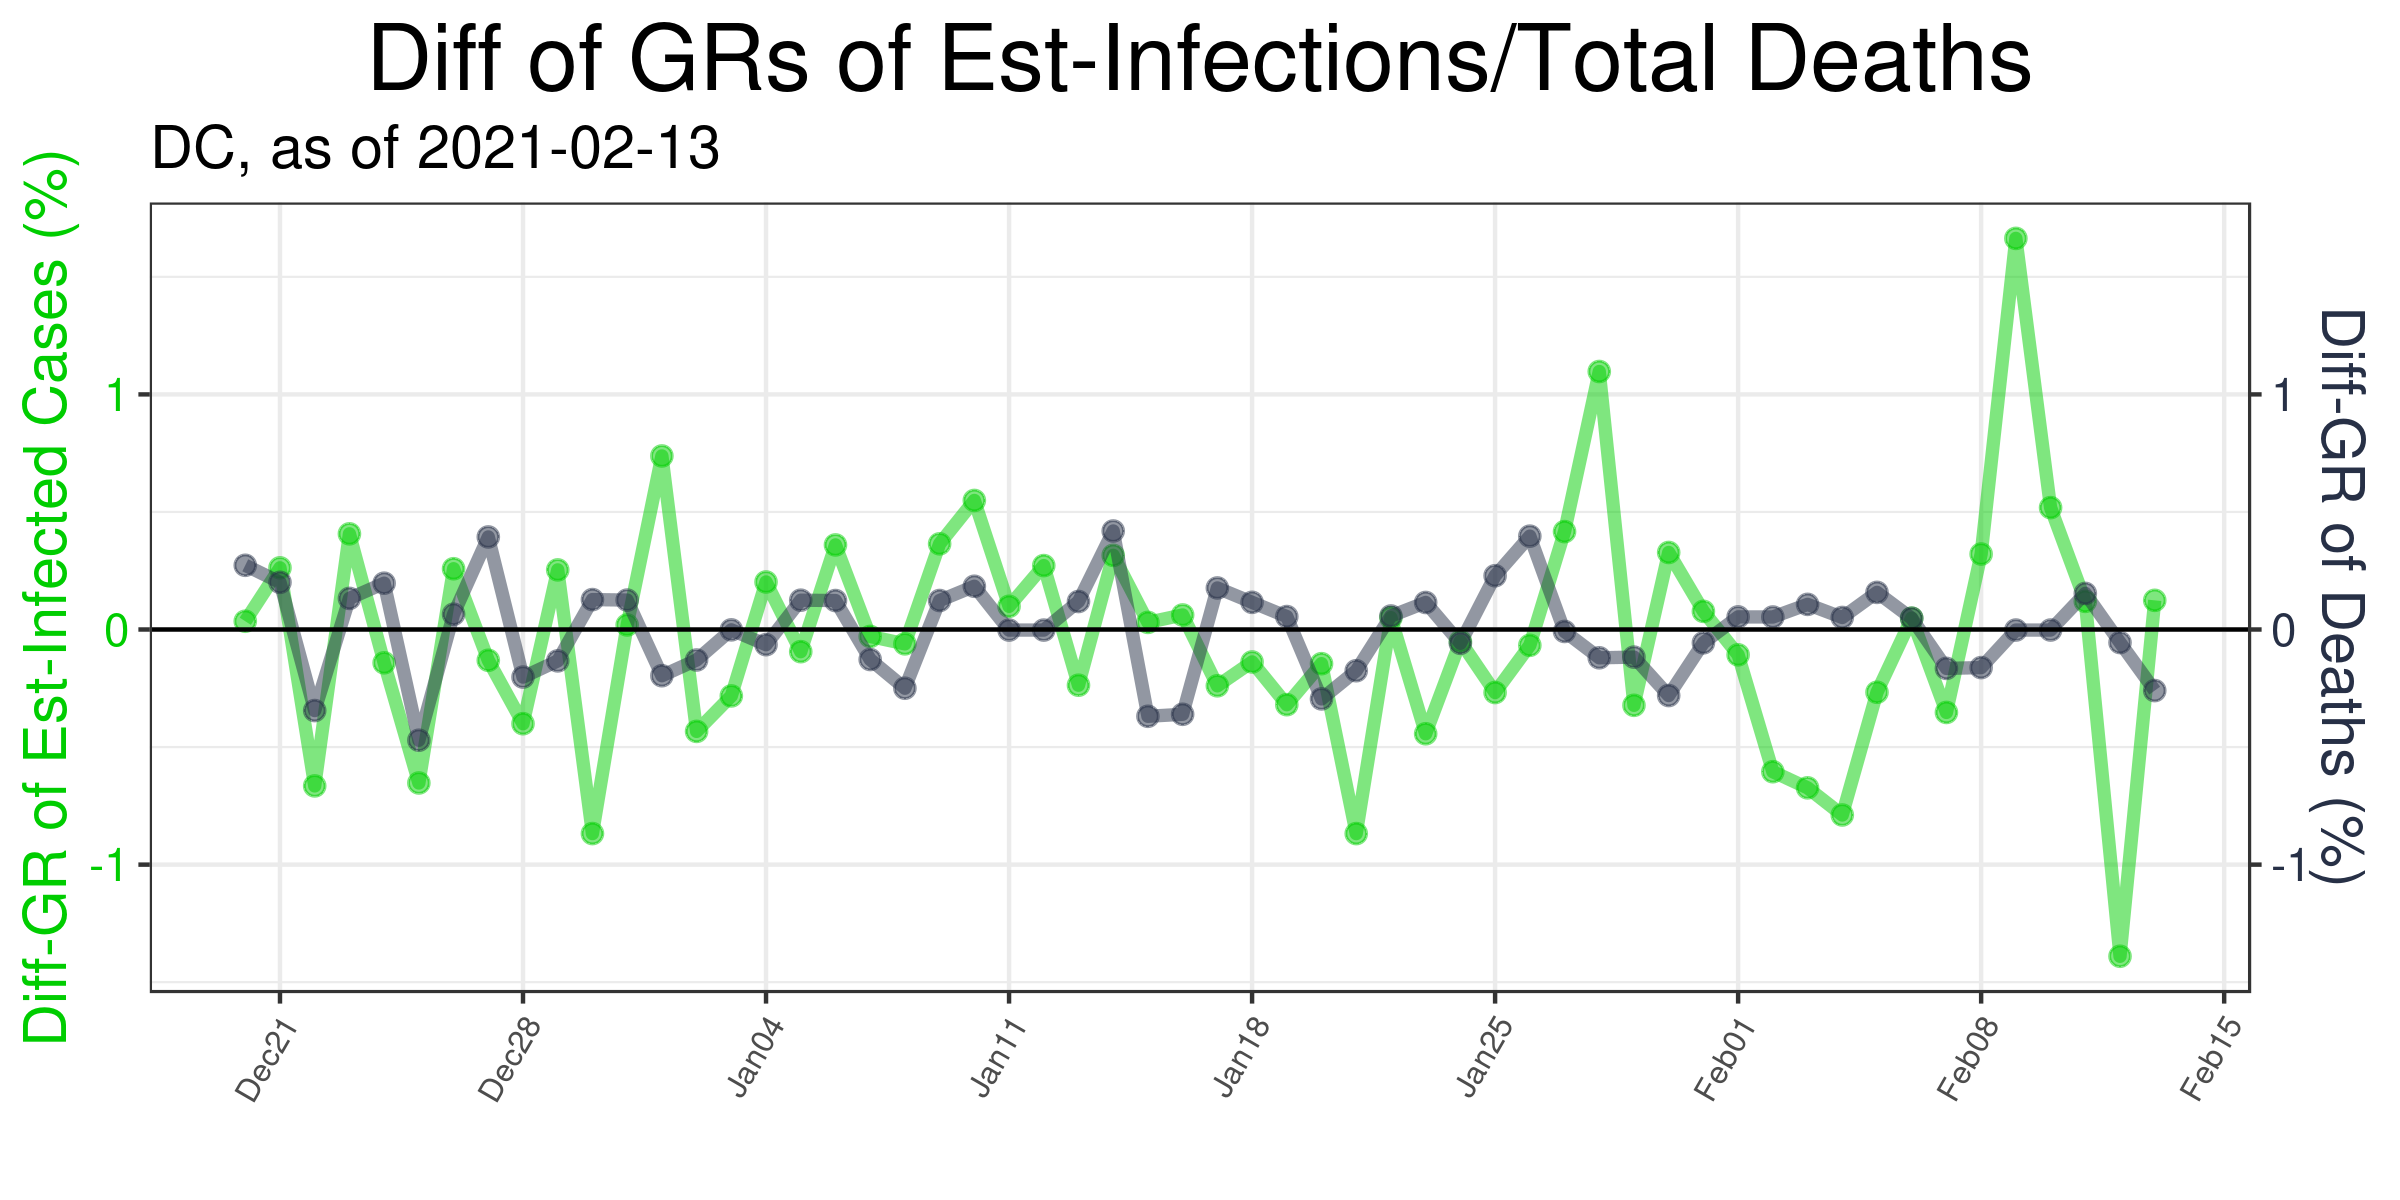 Diff of GRs of Est-Infections/Total Deaths
DC, as of 2021-02-13
Diff-GR of Est-Infected Cases (%)
1
0
-1
1
0
-1
Diff-GR of Deaths (%)
Dec21
Dec28
Jan04
Jan11
Jan18
Jan25
Feb01
Feb08
Feb15